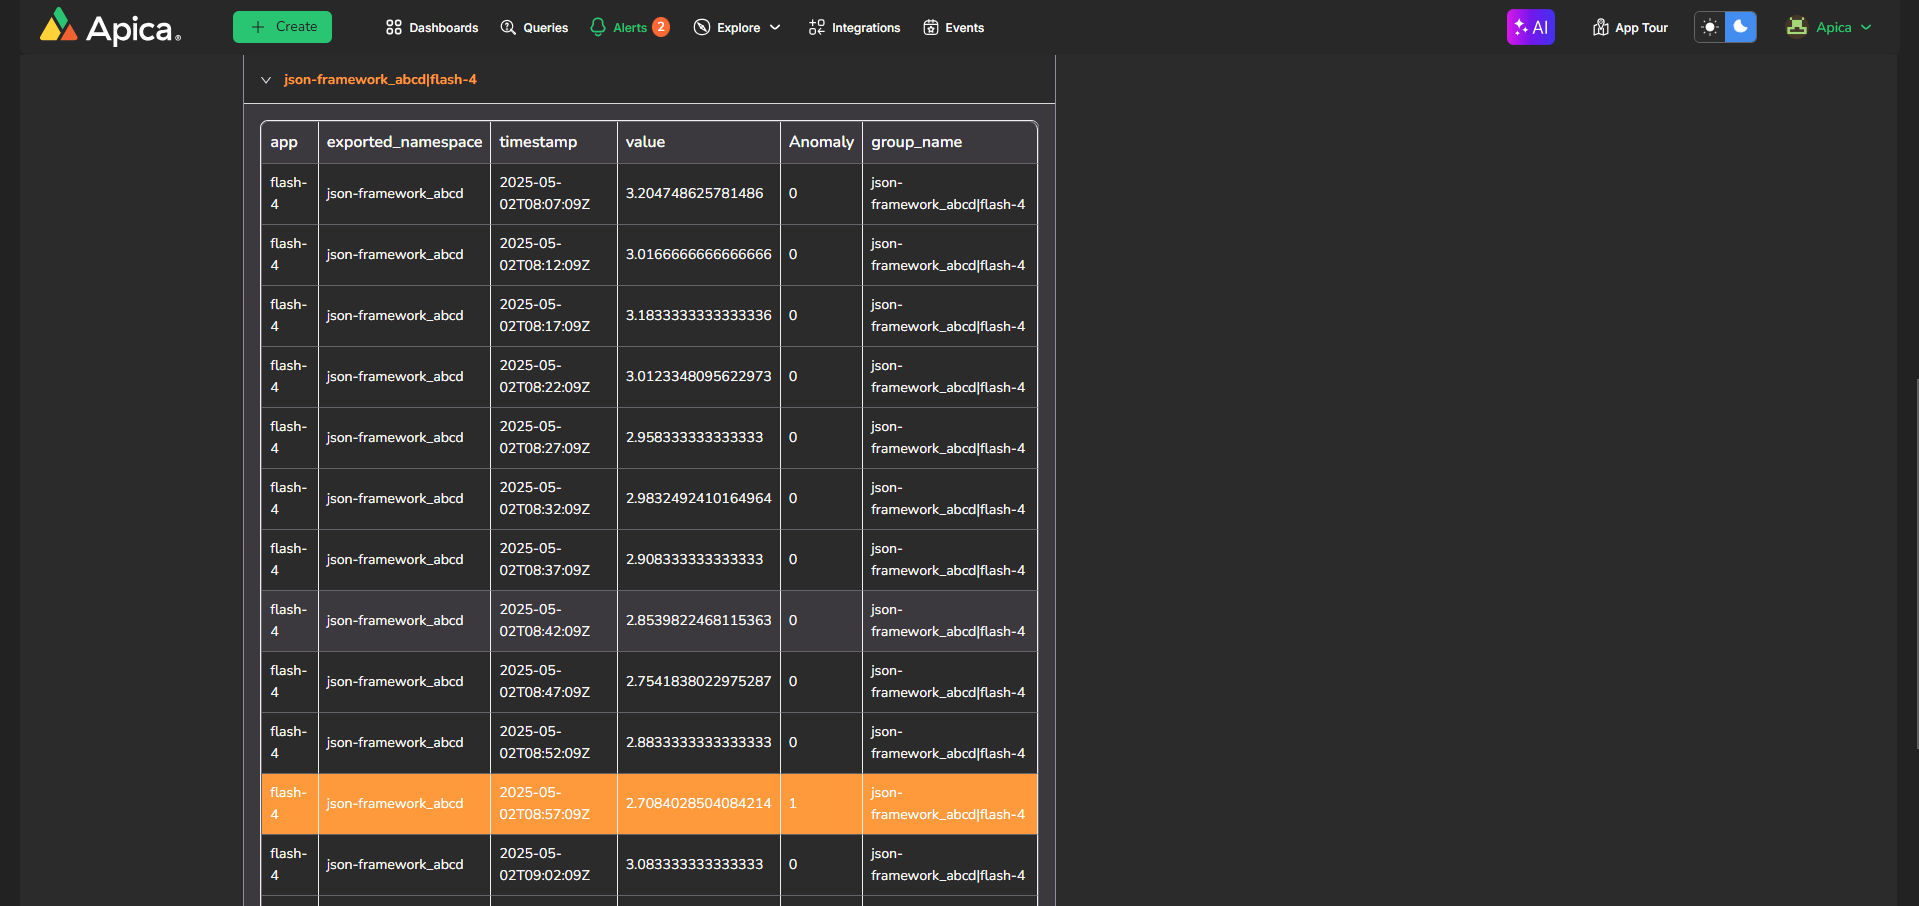 Apica.
Create
Dashboards
Queries
Alerts 2
Explore
Integrations
Events
AI
App Tour
Apica
json-framework_abcd|flash-4
app exported_namespace timestamp value Anomaly group_name
flash-4 json-framework_abcd 2025-05-02T08:07:09Z 3.204748625781486 0 json-framework_abcd|flash-4
flash-4 json-framework_abcd 2025-05-02T08:12:09Z 3.0166666666666666 0 json-framework_abcd|flash-4
flash-4 json-framework_abcd 2025-05-02T08:17:09Z 3.1833333333333336 0 json-framework_abcd|flash-4
flash-4 json-framework_abcd 2025-05-02T08:22:09Z 3.0123348095622973 0 json-framework_abcd|flash-4
flash-4 json-framework_abcd 2025-05-02T08:27:09Z 2.958333333333333 0 json-framework_abcd|flash-4
flash-4 json-framework_abcd 2025-05-02T08:32:09Z 2.9832492410164964 0 json-framework_abcd|flash-4
flash-4 json-framework_abcd 2025-05-02T08:37:09Z 2.908333333333333 0 json-framework_abcd|flash-4
flash-4 json-framework_abcd 2025-05-02T08:42:09Z 2.8539822468115363 0 json-framework_abcd|flash-4
flash-4 json-framework_abcd 2025-05-02T08:47:09Z 2.7541838022975287 0 json-framework_abcd|flash-4
flash-4 json-framework_abcd 2025-05-02T08:52:09Z 2.8833333333333333 0 json-framework_abcd|flash-4
flash-4 json-framework_abcd 2025-05-02T08:57:09Z 2.7084028504084214 1 json-framework_abcd|flash-4
flash-4 json-framework_abcd 2025-05-02T09:02:09Z 3.083333333333333 0 json-framework_abcd|flash-4